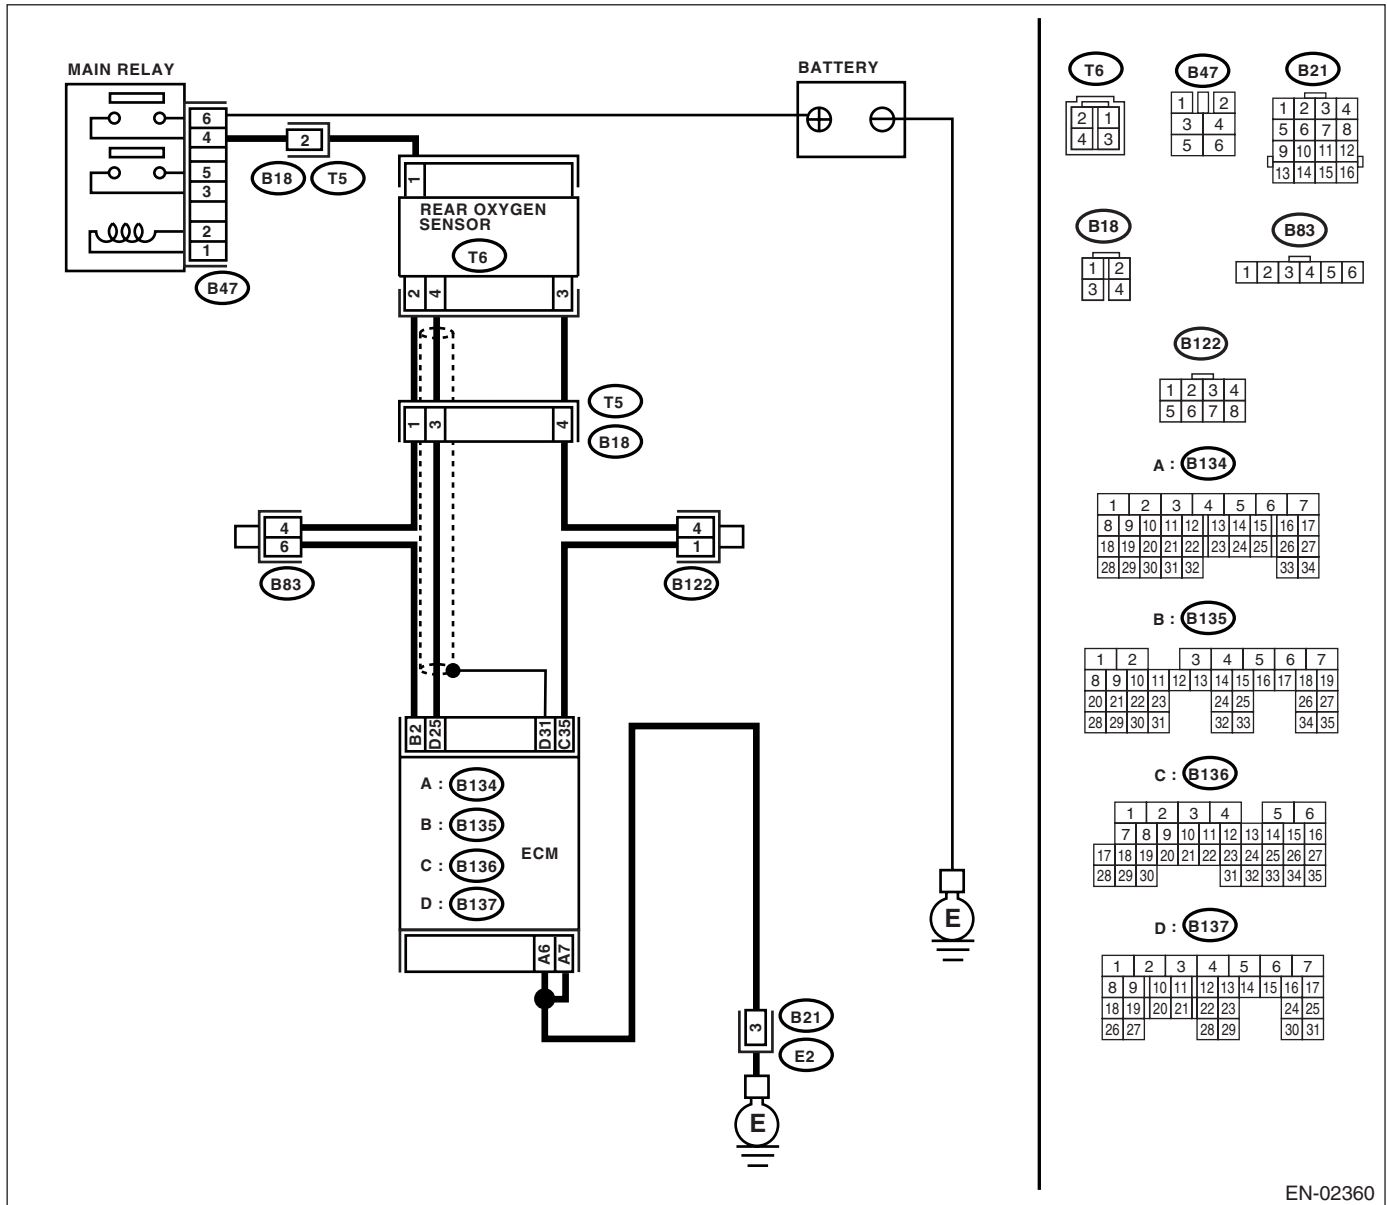 MAIN RELAY
6
4
5
3
2
1
B47
2
B18 T5
BATTERY
1
REAR OXYGEN
SENSOR
T6
2 4 3
T5
1 3 4
B18
4
6
B83
4
1
B122
B2 D25 D31 C35
A : B134
B : B135
C : B136
D : B137
ECM
A6 A7
3
B21
E2
E
E
T6
2 1
4 3
B47
1 2
3 4
5 6
B21
1 2 3 4
5 6 7 8
9 10 11 12
13 14 15 16
B18
1 2
3 4
B83
1 2 3 4 5 6
B122
1 2 3 4
5 6 7 8
A : B134
1 2 3 4 5 6 7
8 9 10 11 12 13 14 15 16 17
18 19 20 21 22 23 24 25 26 27
28 29 30 31 32 33 34
B : B135
1 2 3 4 5 6 7
8 9 10 11 12 13 14 15 16 17 18 19
20 21 22 23 24 25 26 27
28 29 30 31 32 33 34 35
C : B136
1 2 3 4 5 6
7 8 9 10 11 12 13 14 15 16
17 18 19 20 21 22 23 24 25 26 27
28 29 30 31 32 33 34 35
D : B137
1 2 3 4 5 6 7
8 9 10 11 12 13 14 15 16 17
18 19 20 21 22 23 24 25
26 27 28 29 30 31
EN-02360